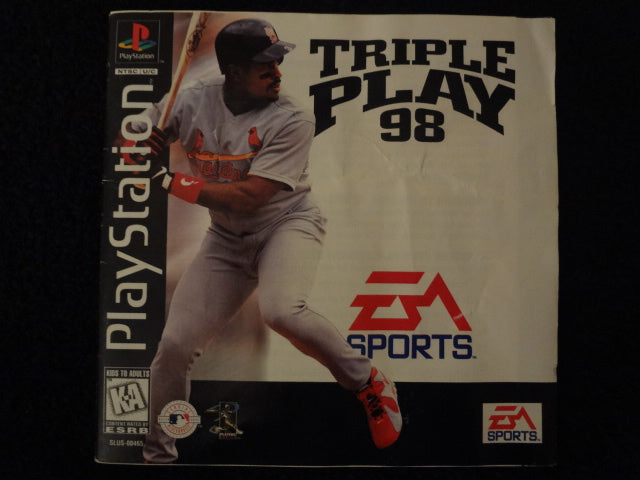 PlayStation
NTSC U/C
PlayStation
TRIPLE
PLAY
98
EA
SPORTS
KIDS TO ADULTS
K-A
CONTENT RATED BY
ESRB
SLUS-00465
EA
SPORTS